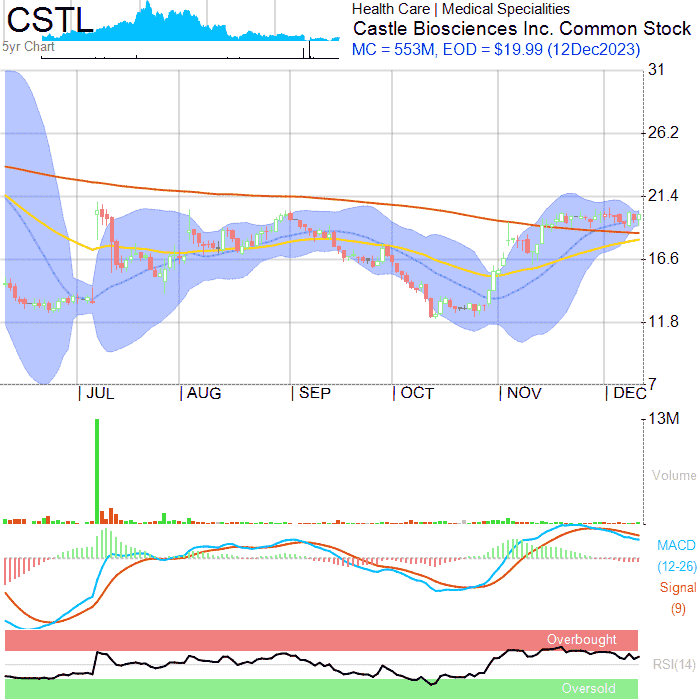 CSTL
5yr Chart
Health Care | Medical Specialities
Castle Biosciences Inc. Common Stock
MC = 553M, EOD = $19.99 (12Dec2023)
31
26.2
21.4
16.6
11.8
7
| JUL | AUG | SEP | OCT | NOV | DEC
13M
Volume
MACD
(12-26)
Signal
(9)
Overbought
RSI(14)
Oversold